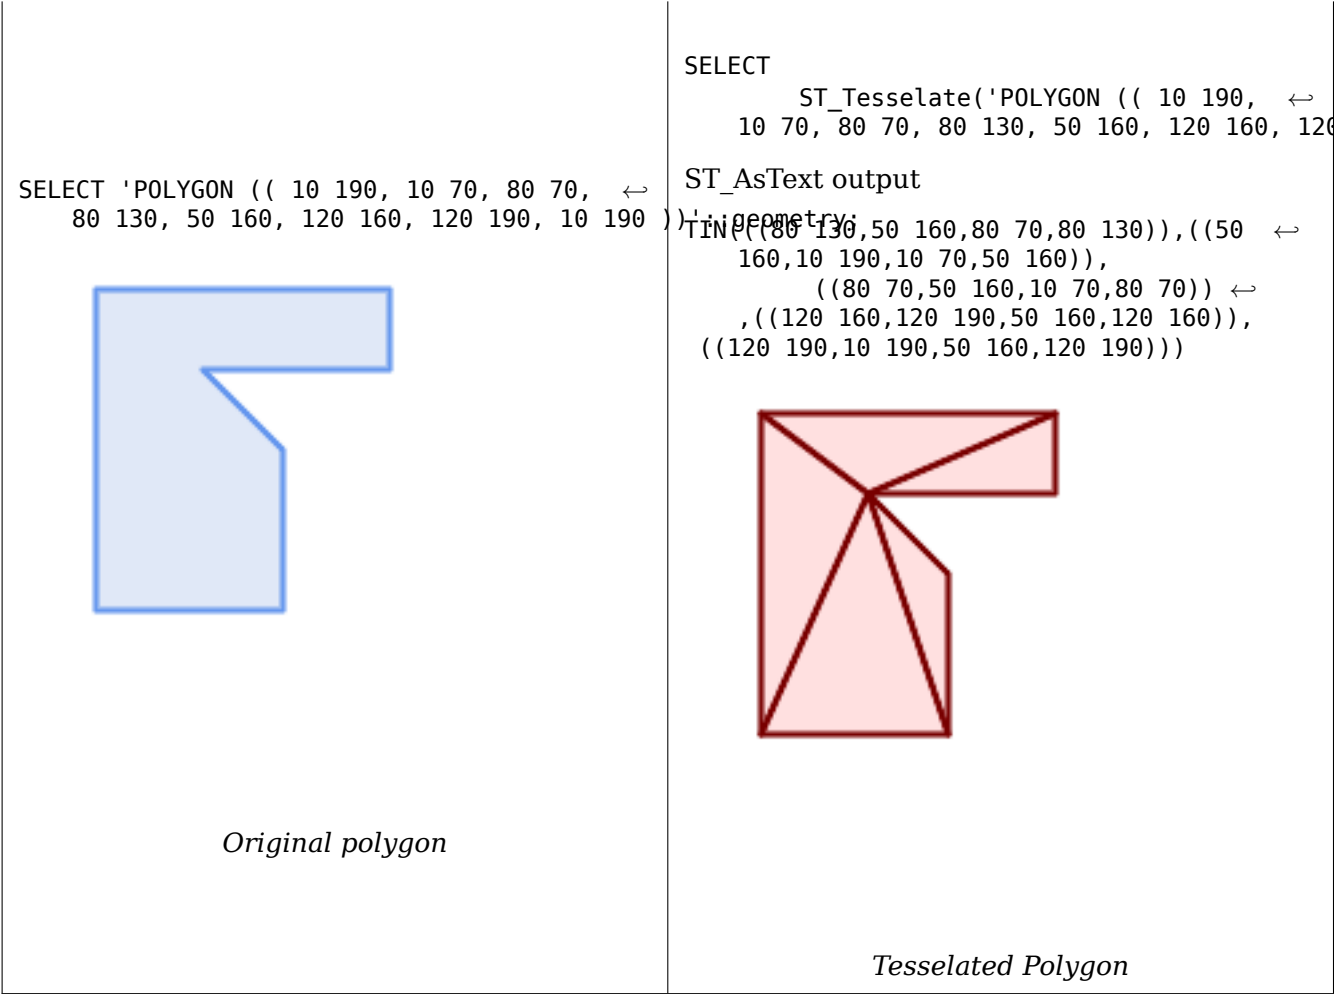 SELECT 'POLYGON (( 10 190, 10 70, 80 70, ↩
80 130, 50 160, 120 160, 120 190, 10 190 ))'::geometry;
Original polygon
SELECT
ST_Tesselate('POLYGON (( 10 190, ↩
10 70, 80 70, 80 130, 50 160, 120 160, 120
ST_AsText output
TIN(((80 130,50 160,80 70,80 130)),((50 ↩
160,10 190,10 70,50 160)),
((80 70,50 160,10 70,80 70)) ↩
,((120 160,120 190,50 160,120 160)),
((120 190,10 190,50 160,120 190)))
Tesselated Polygon